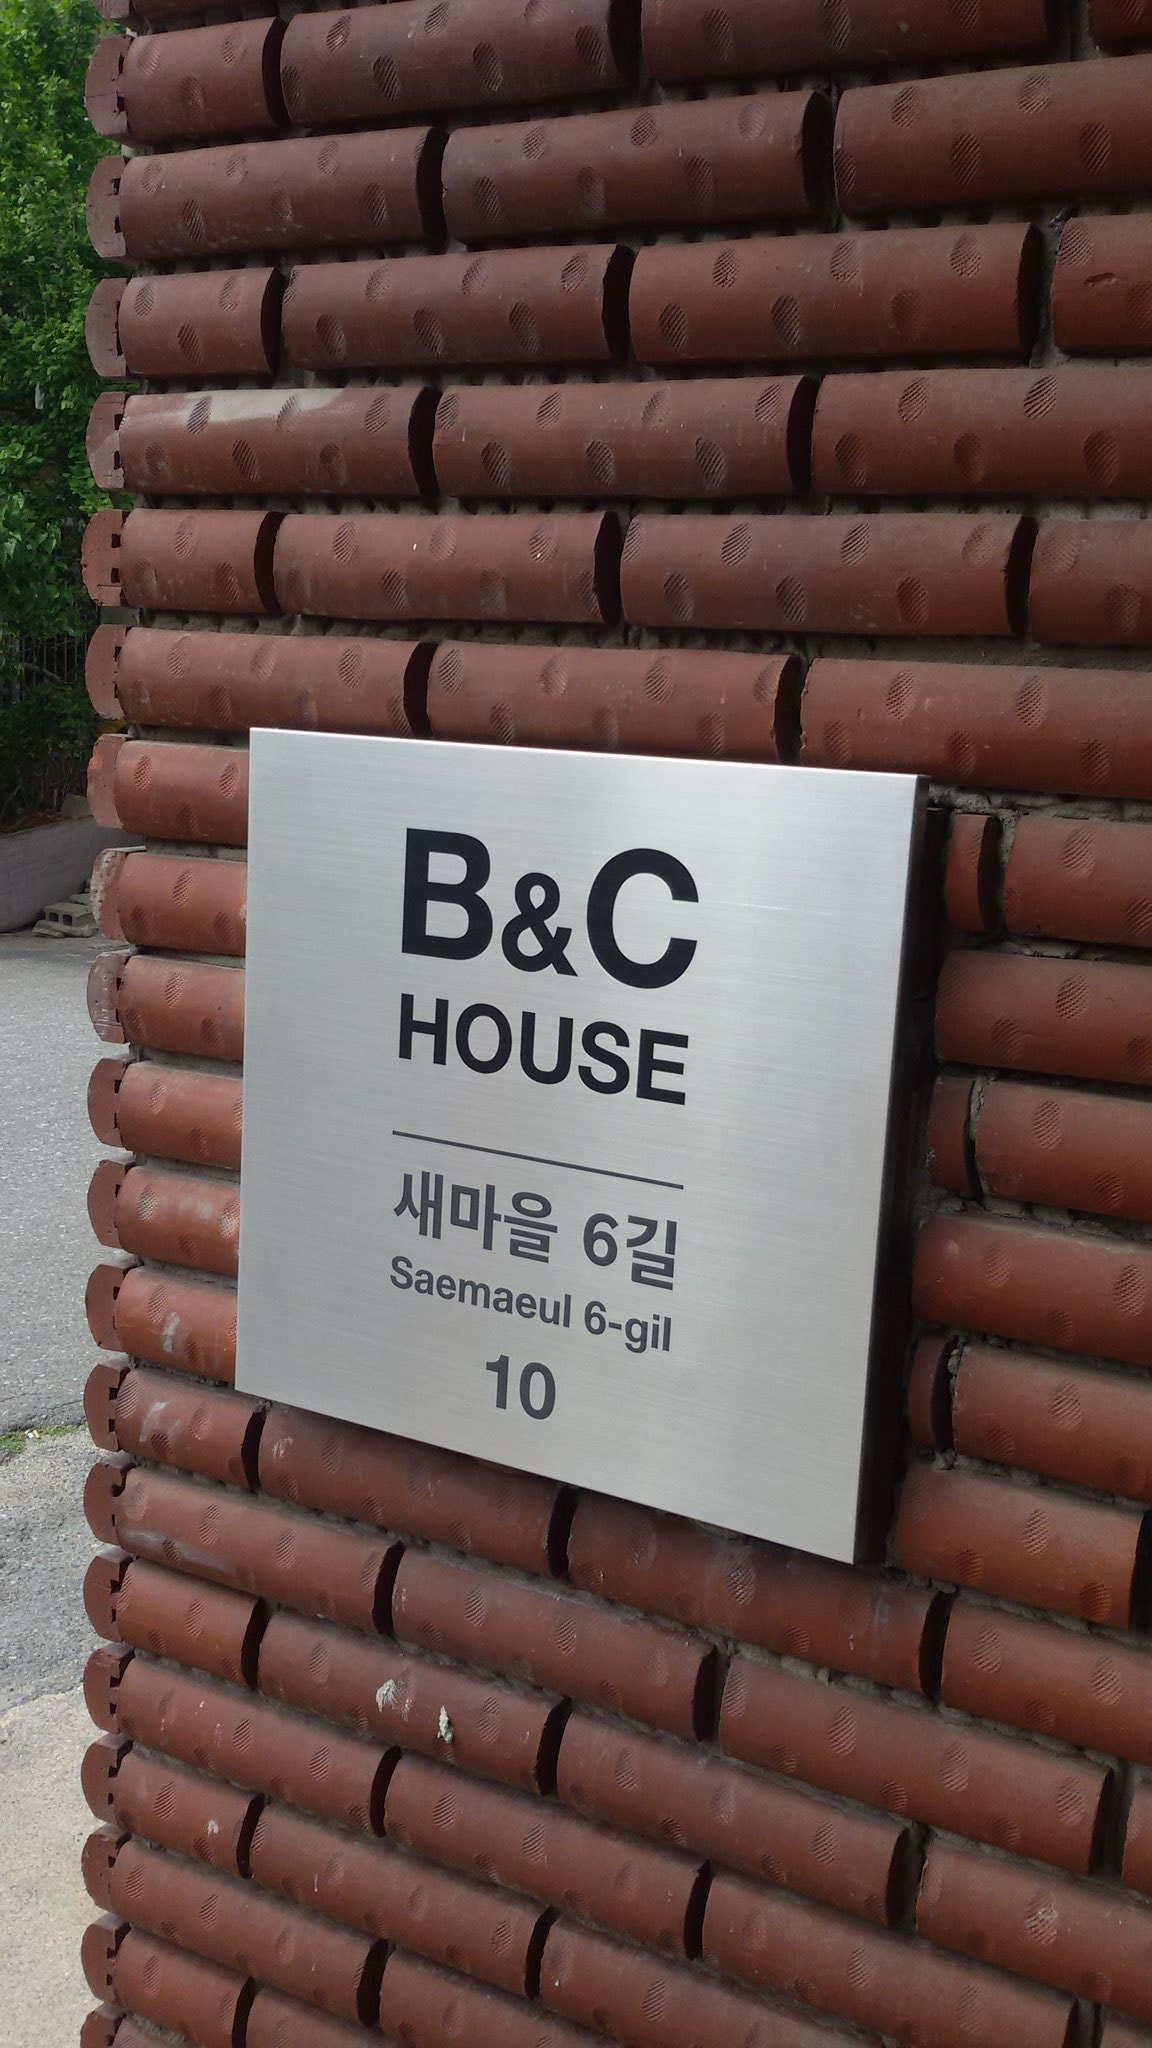 B&C
HOUSE
새마을 6길
Saemaeul 6-gil
10